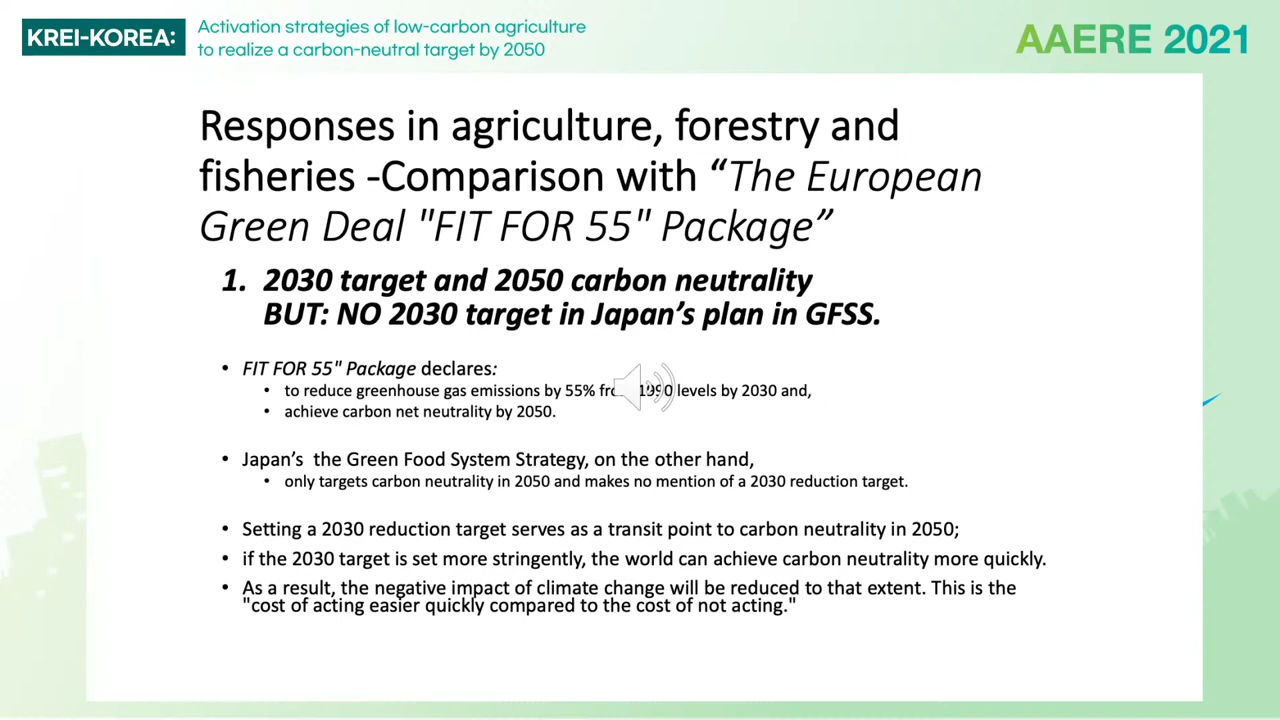 KREI-KOREA:
Activation strategies of low-carbon agriculture
to realize a carbon-neutral target by 2050
AAERE 2021
Responses in agriculture, forestry and
fisheries -Comparison with “The European
Green Deal "FIT FOR 55" Package”
1. 2030 target and 2050 carbon neutrality
BUT: NO 2030 target in Japan’s plan in GFSS.
• FIT FOR 55" Package declares:
• to reduce greenhouse gas emissions by 55% from 1990 levels by 2030 and,
• achieve carbon net neutrality by 2050.
• Japan’s the Green Food System Strategy, on the other hand,
• only targets carbon neutrality in 2050 and makes no mention of a 2030 reduction target.
• Setting a 2030 reduction target serves as a transit point to carbon neutrality in 2050;
• if the 2030 target is set more stringently, the world can achieve carbon neutrality more quickly.
• As a result, the negative impact of climate change will be reduced to that extent. This is the
"cost of acting easier quickly compared to the cost of not acting."